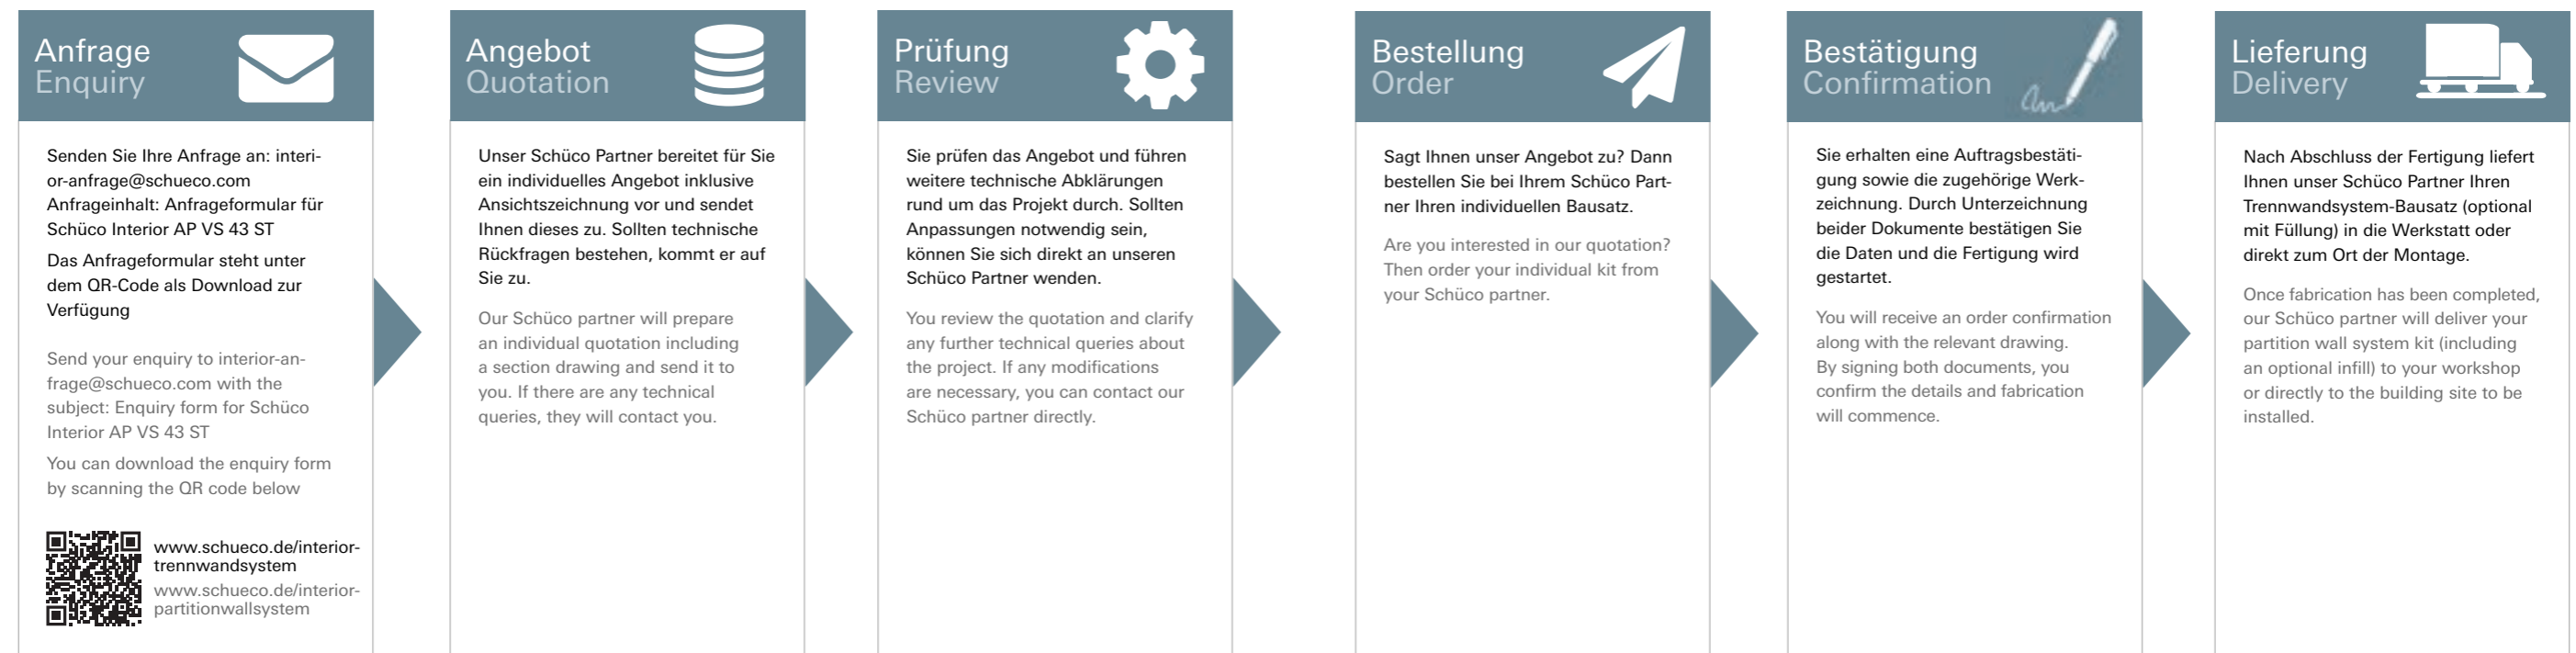 Anfrage
Enquiry
Senden Sie Ihre Anfrage an: interi-
or-anfrage@schueco.com
Anfrageinhalt: Anfrageformular für
Schüco Interior AP VS 43 ST
Das Anfrageformular steht unter
dem QR-Code als Download zur
Verfügung
Send your enquiry to interior-an-
frage@schueco.com with the
subject: Enquiry form for Schüco
Interior AP VS 43 ST
You can download the enquiry form
by scanning the QR code below
www.schueco.de/interior-
trennwandsystem
www.schueco.de/interior-
partitionwallsystem
Angebot
Quotation
Unser Schüco Partner bereitet für Sie
ein individuelles Angebot inklusive
Ansichtszeichnung vor und sendet
Ihnen dieses zu. Sollten technische
Rückfragen bestehen, kommt er auf
Sie zu.
Our Schüco partner will prepare
an individual quotation including
a section drawing and send it to
you. If there are any technical
queries, they will contact you.
Prüfung
Review
Sie prüfen das Angebot und führen
weitere technische Abklärungen
rund um das Projekt durch. Sollten
Anpassungen notwendig sein,
können Sie sich direkt an unseren
Schüco Partner wenden.
You review the quotation and clarify
any further technical queries about
the project. If any modifications
are necessary, you can contact our
Schüco partner directly.
Bestellung
Order
Sagt Ihnen unser Angebot zu? Dann
bestellen Sie bei Ihrem Schüco Part-
ner Ihren individuellen Bausatz.
Are you interested in our quotation?
Then order your individual kit from
your Schüco partner.
Bestätigung
Confirmation
Sie erhalten eine Auftragsbestäti-
gung sowie die zugehörige Werk-
zeichnung. Durch Unterzeichnung
beider Dokumente bestätigen Sie
die Daten und die Fertigung wird
gestartet.
You will receive an order confirmation
along with the relevant drawing.
By signing both documents, you
confirm the details and fabrication
will commence.
Lieferung
Delivery
Nach Abschluss der Fertigung liefert
Ihnen unser Schüco Partner Ihren
Trennwandsystem-Bausatz (optional
mit Füllung) in die Werkstatt oder
direkt zum Ort der Montage.
Once fabrication has been completed,
our Schüco partner will deliver your
partition wall system kit (including
an optional infill) to your workshop
or directly to the building site to be
installed.